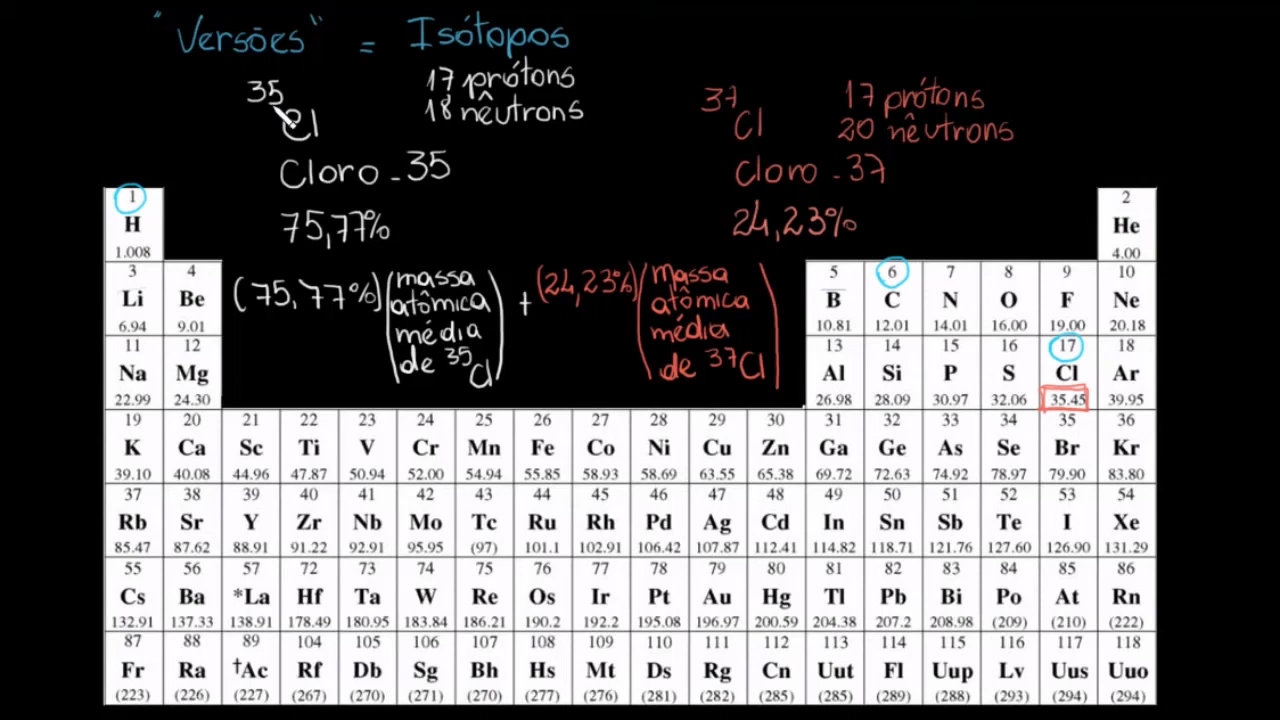 "Versões" = Isótopos
35
Cl
17 prótons
18 nêutrons
Cloro - 35
75,77%
37
Cl
17 prótons
20 nêutrons
Cloro - 37
24,23%
(75,77%) (massa atômica média de 35Cl) + (24,23%) (massa atômica média de 37Cl)
1 2
H He
1.008 4.00
3 4 5 6 7 8 9 10
Li Be B C N O F Ne
6.94 9.01 10.81 12.01 14.01 16.00 19.00 20.18
11 12 13 14 15 16 17 18
Na Mg Al Si P S Cl Ar
22.99 24.30 26.98 28.09 30.97 32.06 35.45 39.95
19 20 21 22 23 24 25 26 27 28 29 30 31 32 33 34 35 36
K Ca Sc Ti V Cr Mn Fe Co Ni Cu Zn Ga Ge As Se Br Kr
39.10 40.08 44.96 47.87 50.94 52.00 54.94 55.85 58.93 58.69 63.55 65.38 69.72 72.63 74.92 78.97 79.90 83.80
37 38 39 40 41 42 43 44 45 46 47 48 49 50 51 52 53 54
Rb Sr Y Zr Nb Mo Tc Ru Rh Pd Ag Cd In Sn Sb Te I Xe
85.47 87.62 88.91 91.22 92.91 95.95 (97) 101.1 102.91 106.42 107.87 112.41 114.82 118.71 121.76 127.60 126.90 131.29
55 56 57 72 73 74 75 76 77 78 79 80 81 82 83 84 85 86
Cs Ba *La Hf Ta W Re Os Ir Pt Au Hg Tl Pb Bi Po At Rn
132.91 137.33 138.91 178.49 180.95 183.84 186.21 190.2 192.2 195.08 196.97 200.59 204.38 207.2 208.98 (209) (210) (222)
87 88 89 104 105 106 107 108 109 110 111 112 113 114 115 116 117 118
Fr Ra †Ac Rf Db Sg Bh Hs Mt Ds Rg Cn Uut Fl Uup Lv Uus Uuo
(223) (226) (227) (267) (270) (271) (270) (277) (276) (281) (282) (285) (285) (289) (288) (293) (294) (294)